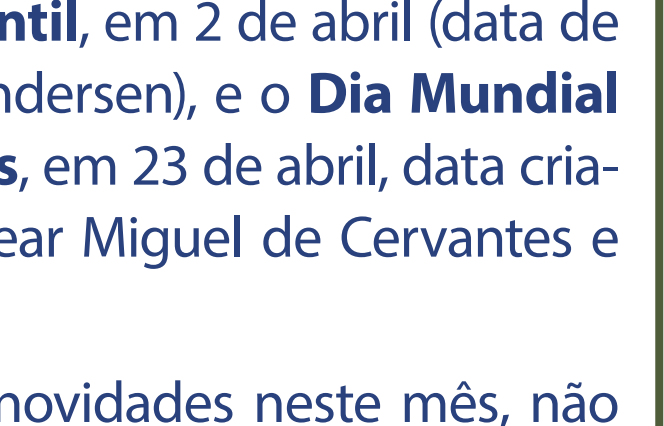 ntil, em 2 de abril (data de
ndersen), e o Dia Mundial
s, em 23 de abril, data cria-
ear Miguel de Cervantes e
novidades neste mês, não